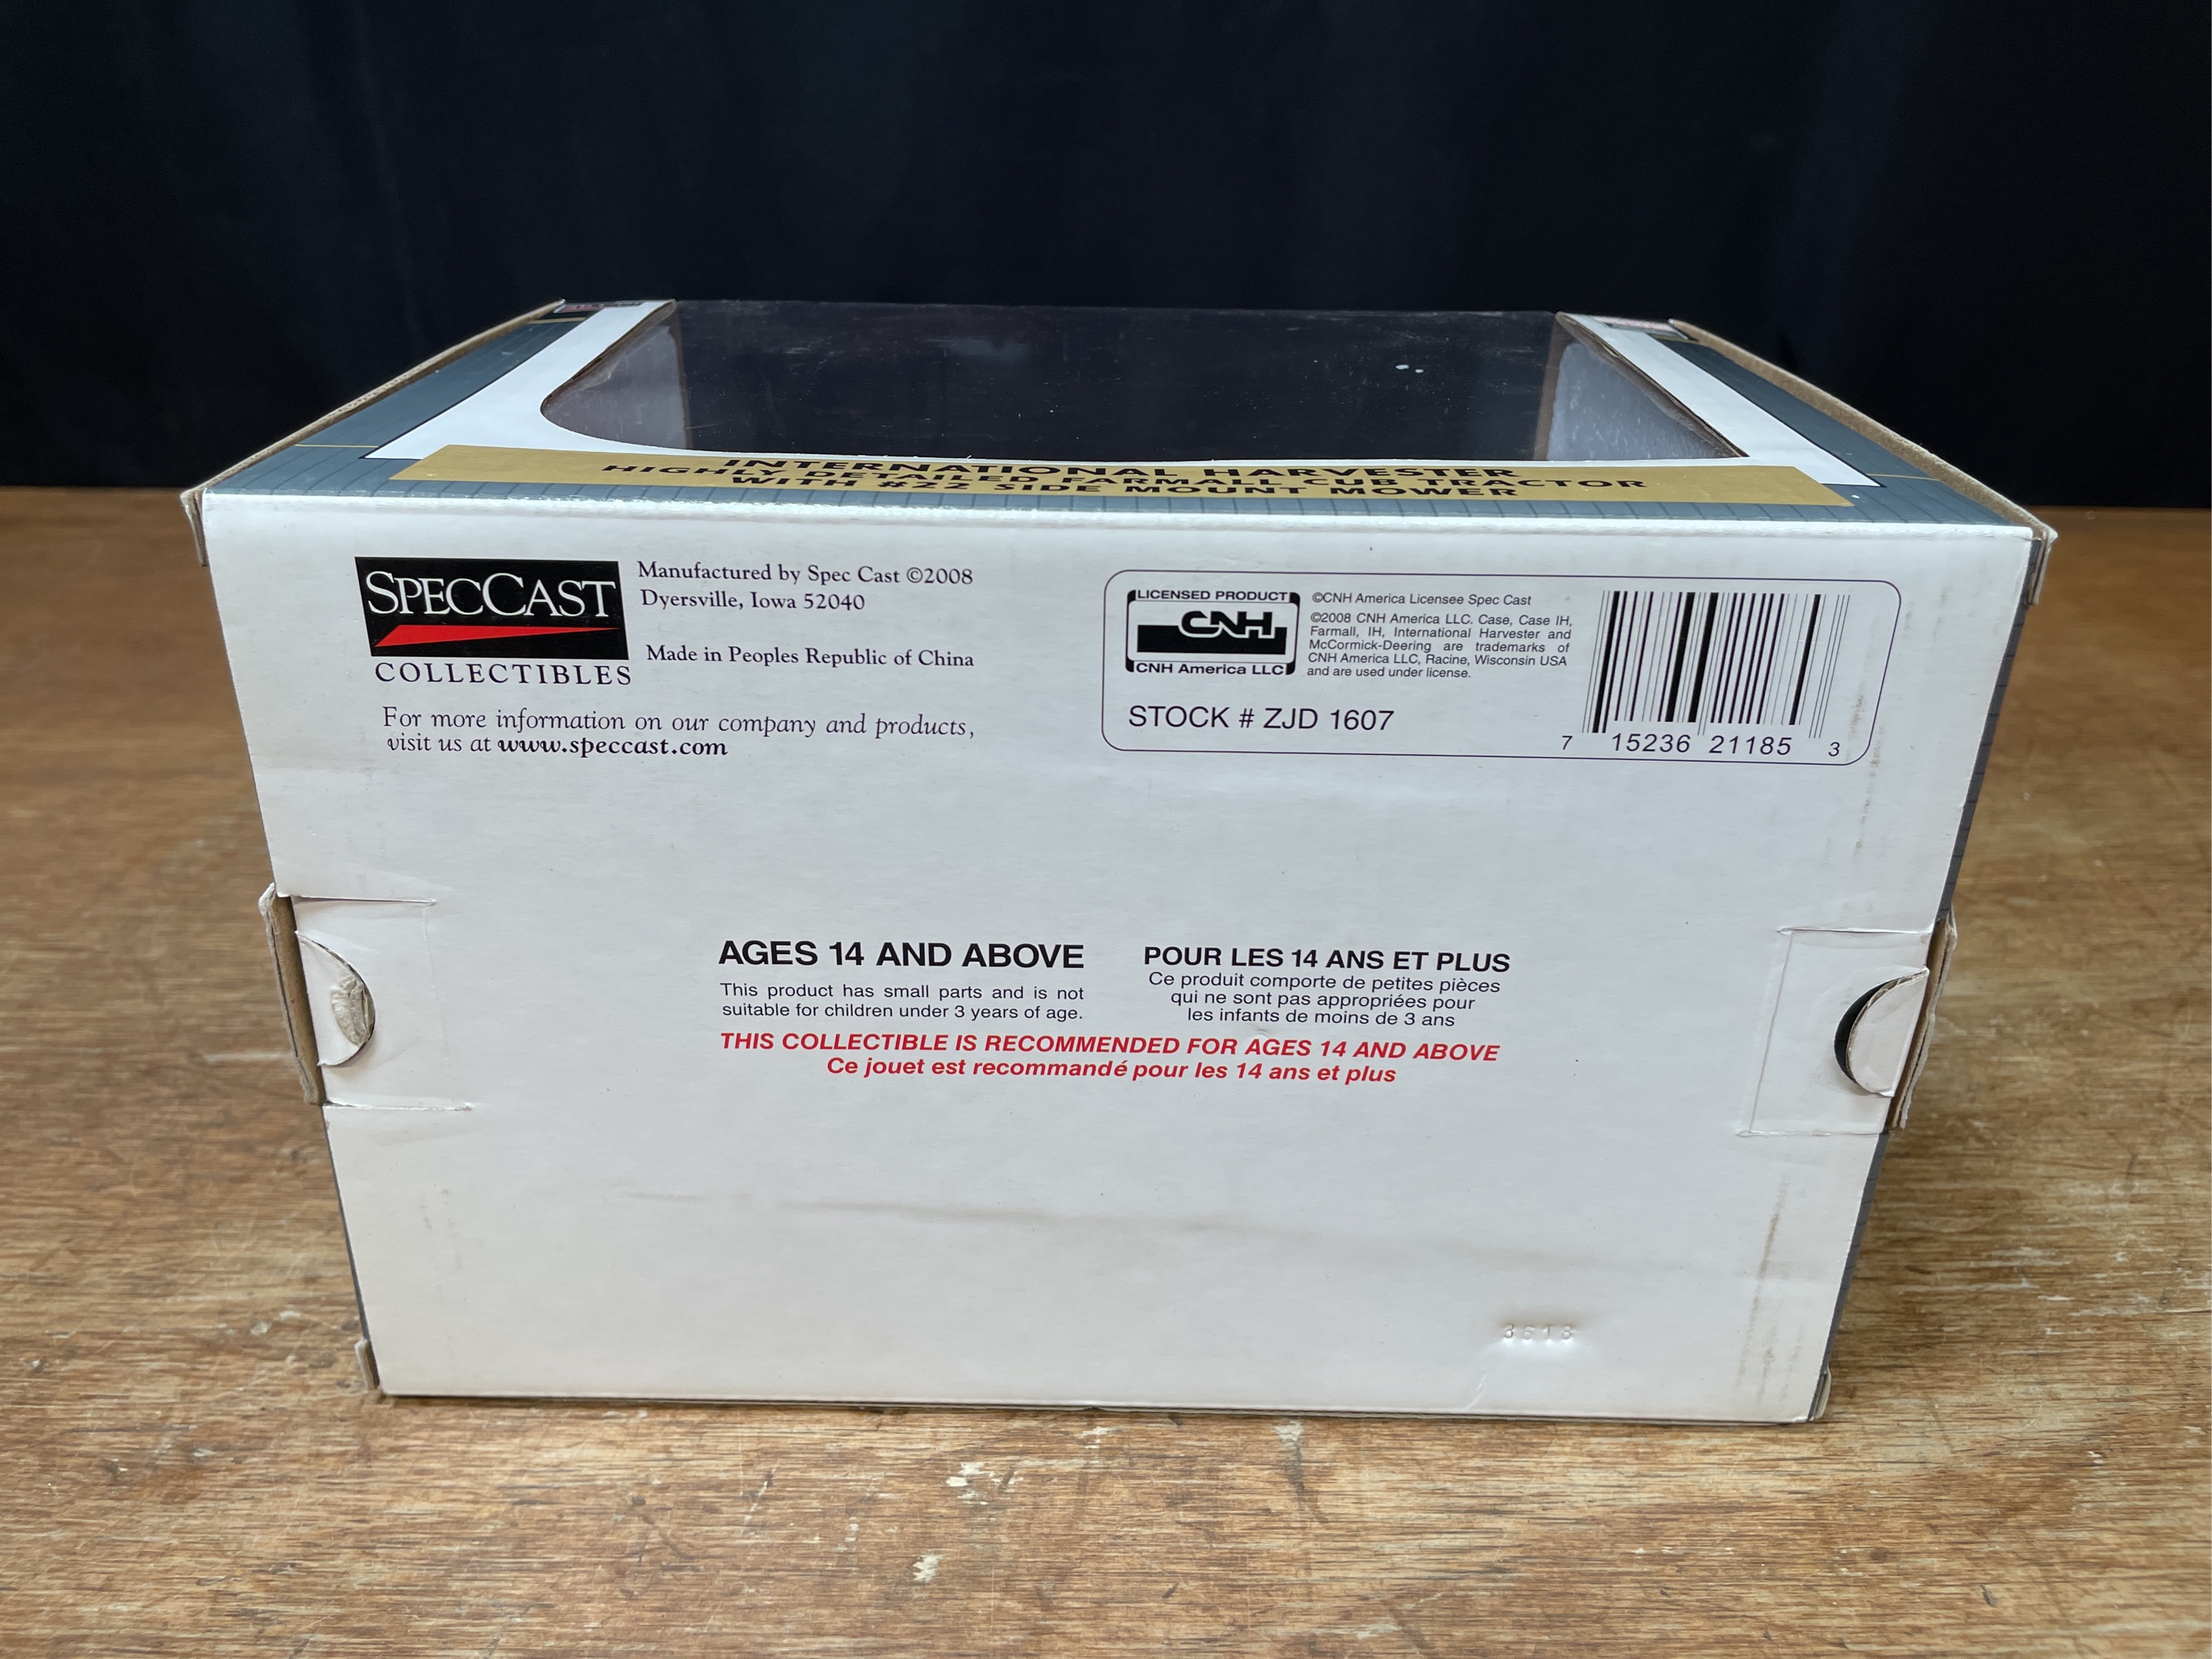 INTERNATIONAL HARVESTER
HIGHLY DETAILED FARMALL CUB TRACTOR
WITH #22 SIDE MOUNT MOWER
SPECCAST
COLLECTIBLES
Manufactured by Spec Cast ©2008
Dyersville, Iowa 52040
Made in Peoples Republic of China
For more information on our company and products,
visit us at www.speccast.com
LICENSED PRODUCT
CNH
CNH America LLC
©CNH America Licensee Spec Cast
©2008 CNH America LLC. Case, Case IH,
Farmall, IH, International Harvester and
McCormick-Deering are trademarks of
CNH America LLC, Racine, Wisconsin USA
and are used under license.
STOCK # ZJD 1607
7 15236 21185 3
AGES 14 AND ABOVE
This product has small parts and is not
suitable for children under 3 years of age.
POUR LES 14 ANS ET PLUS
Ce produit comporte de petites pièces
qui ne sont pas appropriées pour
les infants de moins de 3 ans
THIS COLLECTIBLE IS RECOMMENDED FOR AGES 14 AND ABOVE
Ce jouet est recommandé pour les 14 ans et plus